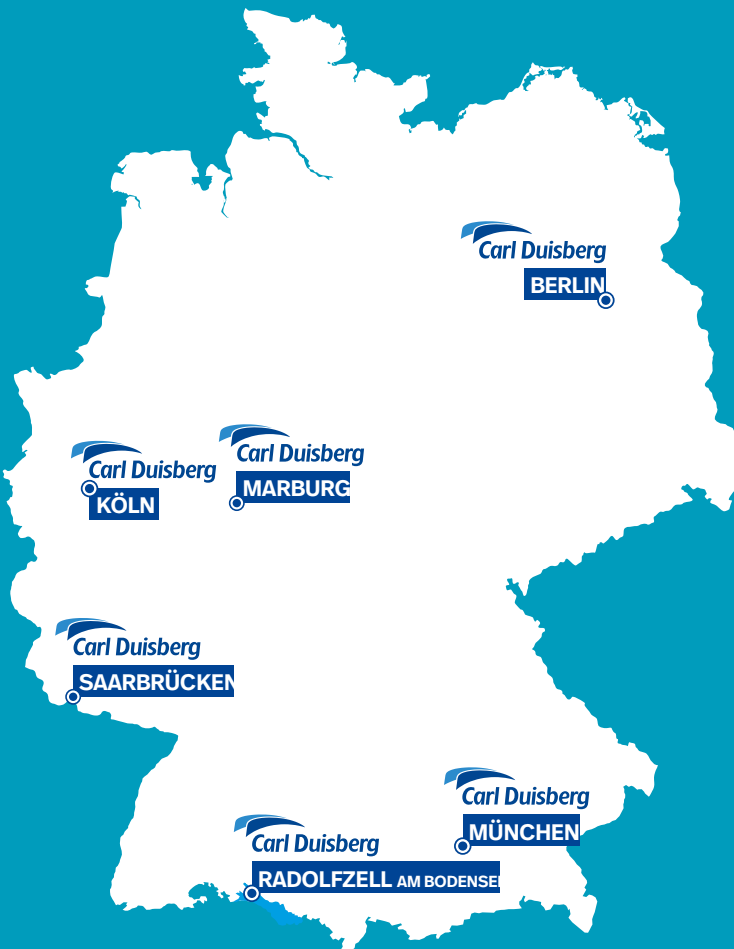 Carl Duisberg
BERLIN
Carl Duisberg
MARBURG
Carl Duisberg
KÖLN
Carl Duisberg
SAARBRÜCKEN
Carl Duisberg
MÜNCHEN
Carl Duisberg
RADOLFZELL AM BODENSEE